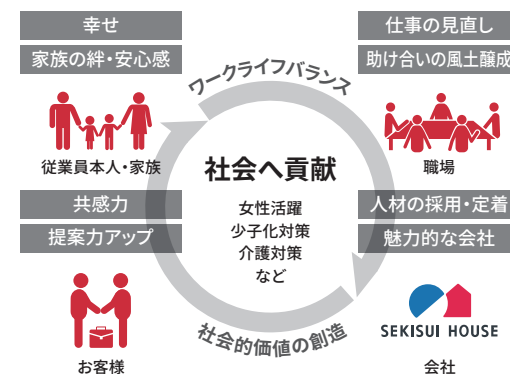 幸せ
家族の絆・安心感
従業員本人・家族
ワークライフバランス
仕事の見直し
助け合いの風土醸成
職場
社会へ貢献
女性活躍
少子化対策
介護対策
など
共感力
提案力アップ
お客様
社会的価値の創造
人材の採用・定着
魅力的な会社
SEKISUI HOUSE
会社